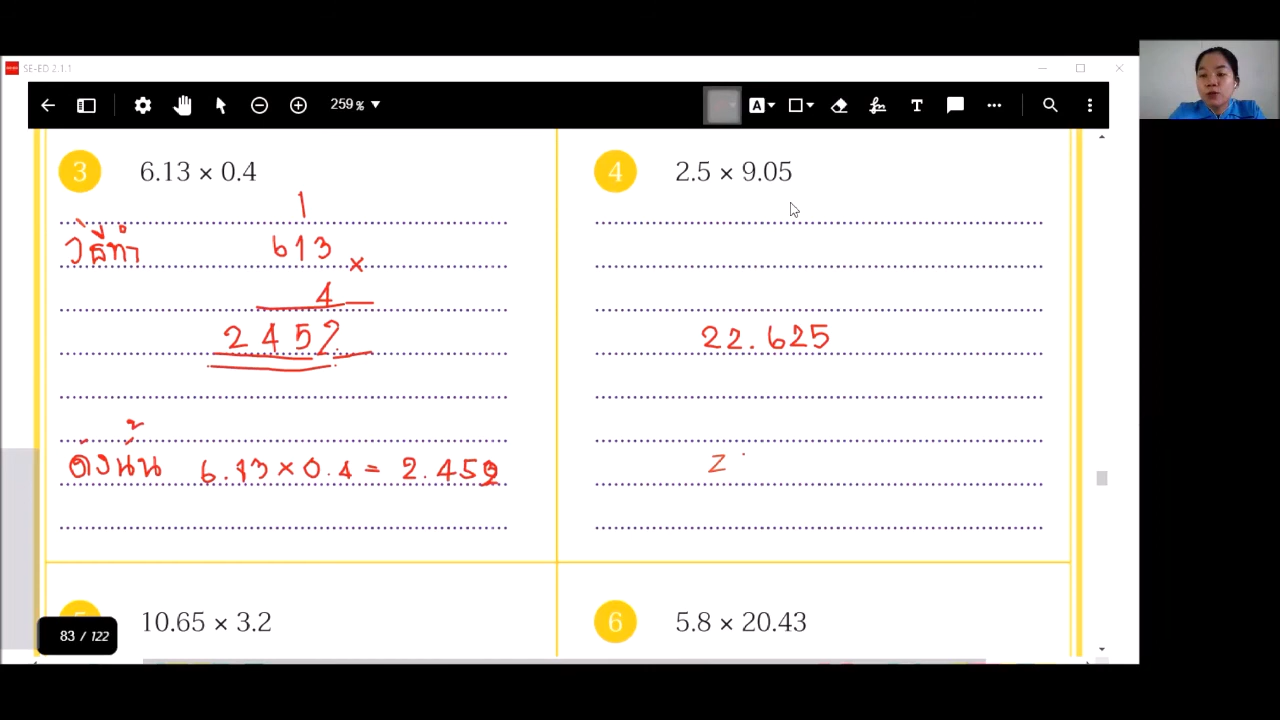 SE-ED 2.1.1
259 %
A
T
3 6.13 × 0.4
1
วิธีทำ 613 ×
4
2452
ดังนั้น 6.13 × 0.4 = 2.452
4 2.5 × 9.05
22.625
2
5 10.65 × 3.2
6 5.8 × 20.43
83 / 122